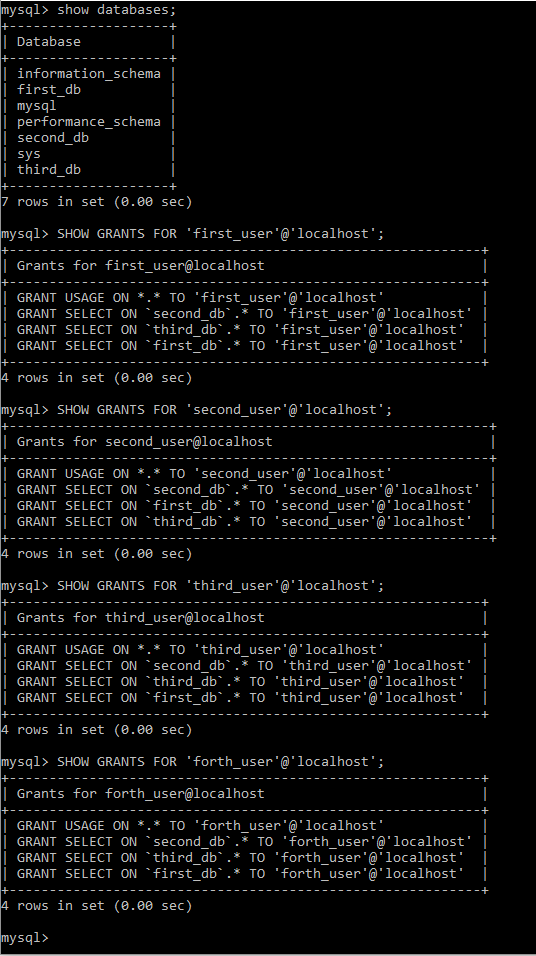 mysql> show databases;
+--------------------+
| Database           |
+--------------------+
| information_schema |
| first_db           |
| mysql              |
| performance_schema |
| second_db          |
| sys                |
| third_db           |
+--------------------+
7 rows in set (0.00 sec)
mysql> SHOW GRANTS FOR 'first_user'@'localhost';
+-----------------------------------------------------------+
| Grants for first_user@localhost                           |
+-----------------------------------------------------------+
| GRANT USAGE ON *.* TO 'first_user'@'localhost'            |
| GRANT SELECT ON `second_db`.* TO 'first_user'@'localhost' |
| GRANT SELECT ON `third_db`.* TO 'first_user'@'localhost'  |
| GRANT SELECT ON `first_db`.* TO 'first_user'@'localhost'  |
+-----------------------------------------------------------+
4 rows in set (0.00 sec)
mysql> SHOW GRANTS FOR 'second_user'@'localhost';
+------------------------------------------------------------+
| Grants for second_user@localhost                           |
+------------------------------------------------------------+
| GRANT USAGE ON *.* TO 'second_user'@'localhost'            |
| GRANT SELECT ON `second_db`.* TO 'second_user'@'localhost' |
| GRANT SELECT ON `first_db`.* TO 'second_user'@'localhost'  |
| GRANT SELECT ON `third_db`.* TO 'second_user'@'localhost'  |
+------------------------------------------------------------+
4 rows in set (0.00 sec)
mysql> SHOW GRANTS FOR 'third_user'@'localhost';
+-----------------------------------------------------------+
| Grants for third_user@localhost                           |
+-----------------------------------------------------------+
| GRANT USAGE ON *.* TO 'third_user'@'localhost'            |
| GRANT SELECT ON `second_db`.* TO 'third_user'@'localhost' |
| GRANT SELECT ON `third_db`.* TO 'third_user'@'localhost'  |
| GRANT SELECT ON `first_db`.* TO 'third_user'@'localhost'  |
+-----------------------------------------------------------+
4 rows in set (0.00 sec)
mysql> SHOW GRANTS FOR 'forth_user'@'localhost';
+-----------------------------------------------------------+
| Grants for forth_user@localhost                           |
+-----------------------------------------------------------+
| GRANT USAGE ON *.* TO 'forth_user'@'localhost'            |
| GRANT SELECT ON `second_db`.* TO 'forth_user'@'localhost' |
| GRANT SELECT ON `third_db`.* TO 'forth_user'@'localhost'  |
| GRANT SELECT ON `first_db`.* TO 'forth_user'@'localhost'  |
+-----------------------------------------------------------+
4 rows in set (0.00 sec)
mysql>